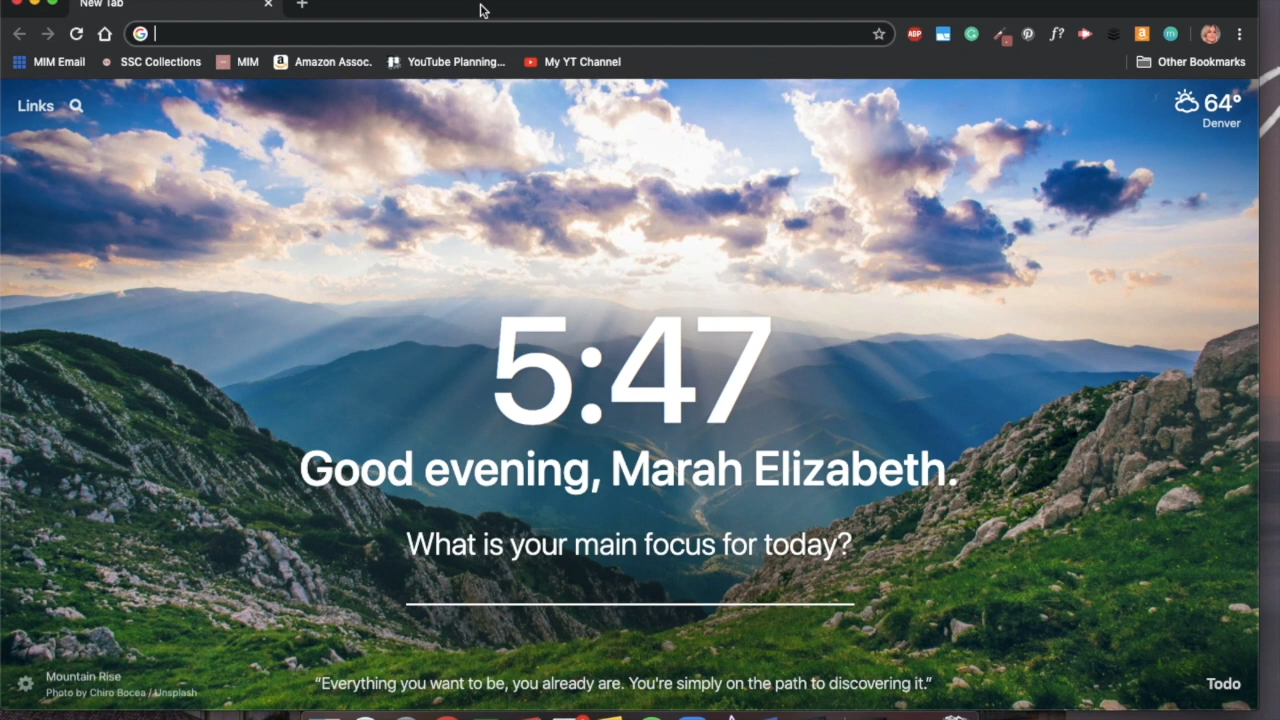 New Tab
MIM Email SSC Collections MIM Amazon Assoc. YouTube Planning... My YT Channel Other Bookmarks
Links 64°
Denver
5:47
Good evening, Marah Elizabeth.
What is your main focus for today?
Mountain Rise
Photo by Chiro Bocea / Unsplash
“Everything you want to be, you already are. You're simply on the path to discovering it.”
Todo